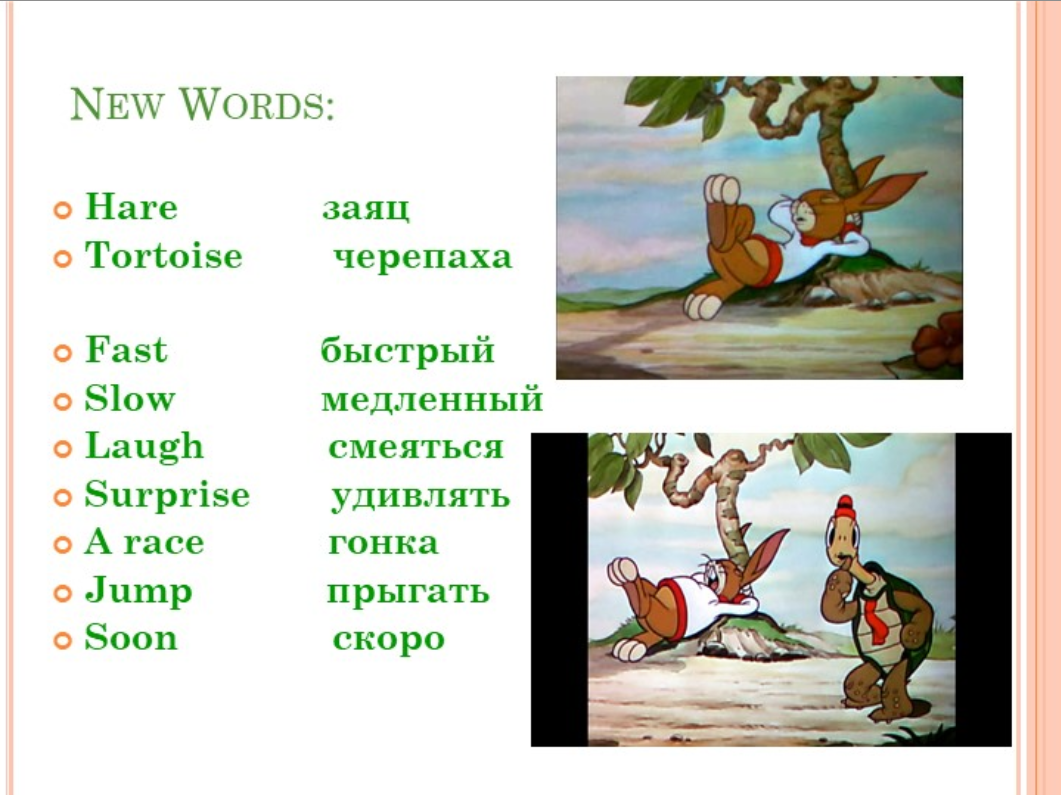 New Words:
Hare заяц
Tortoise черепаха
Fast быстрый
Slow медленный
Laugh смеяться
Surprise удивлять
A race гонка
Jump прыгать
Soon скоро